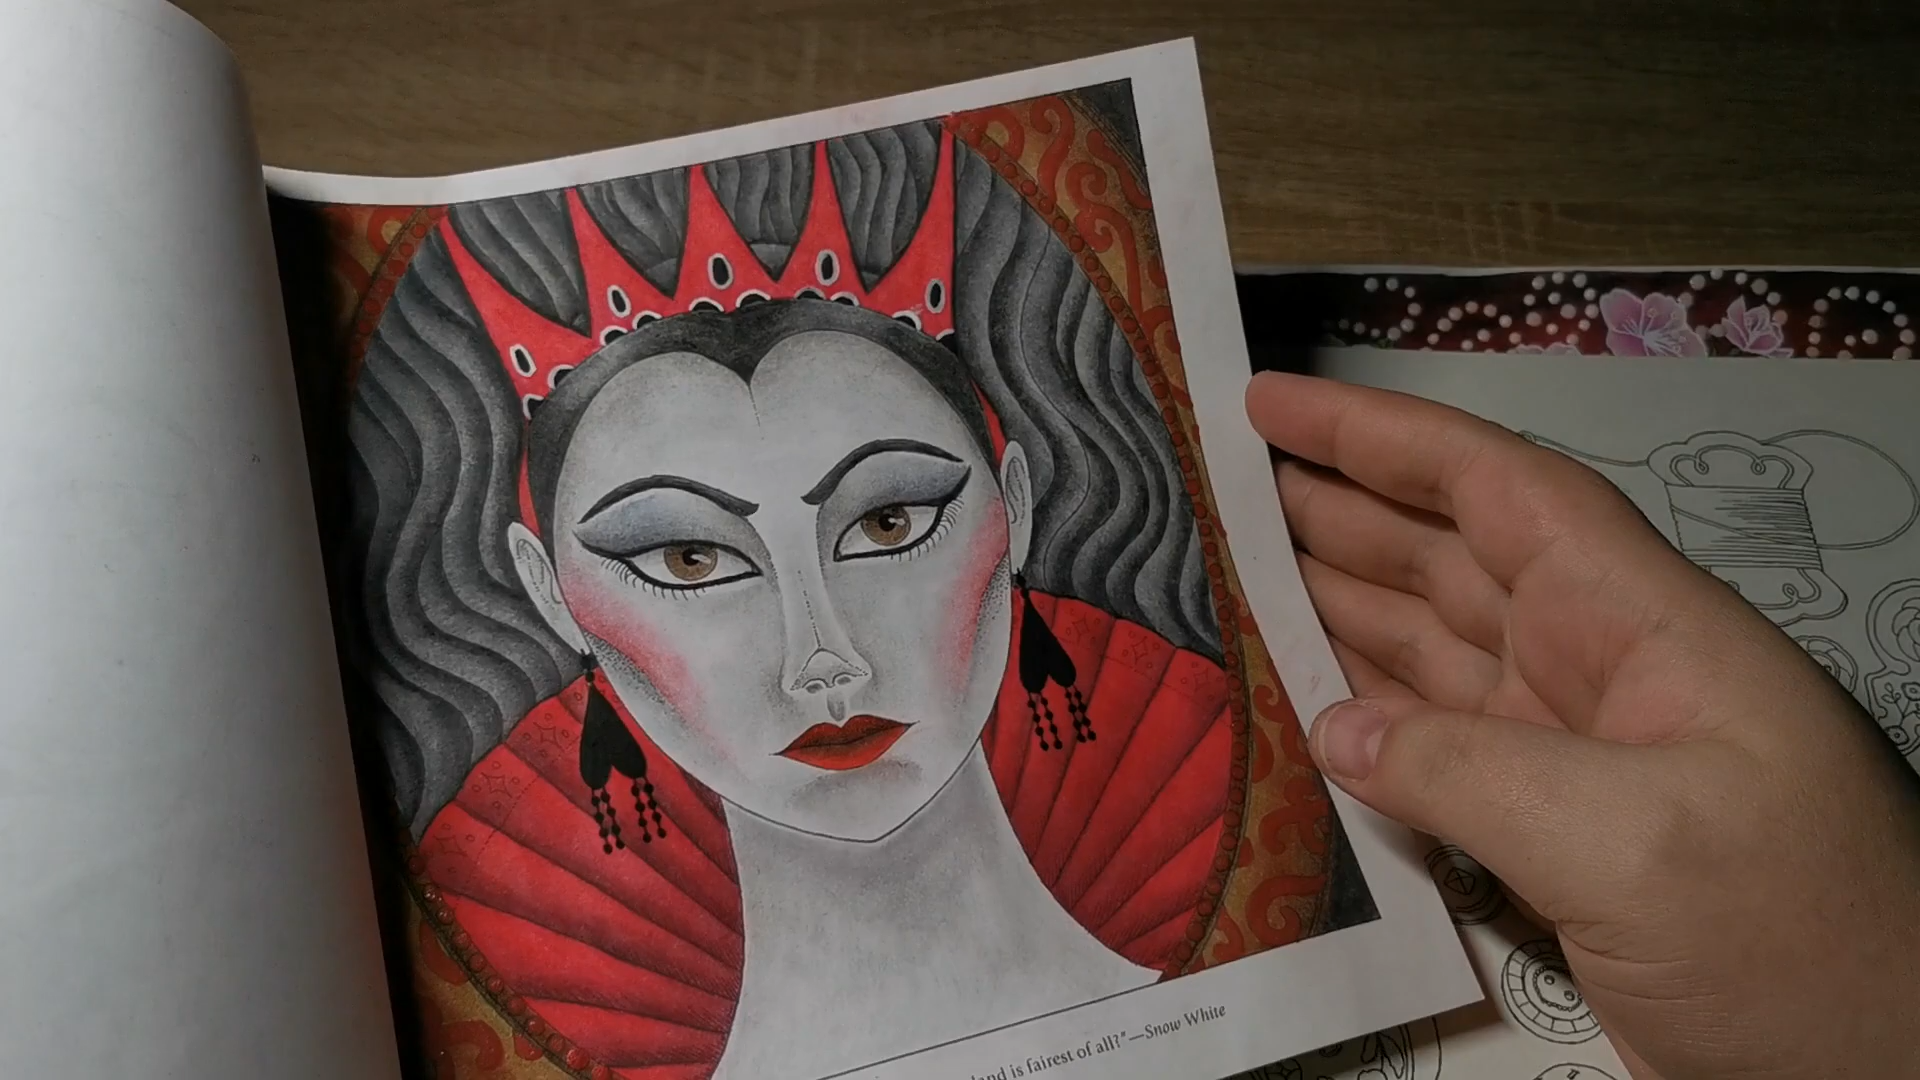 land is fairest of all?"—Snow White